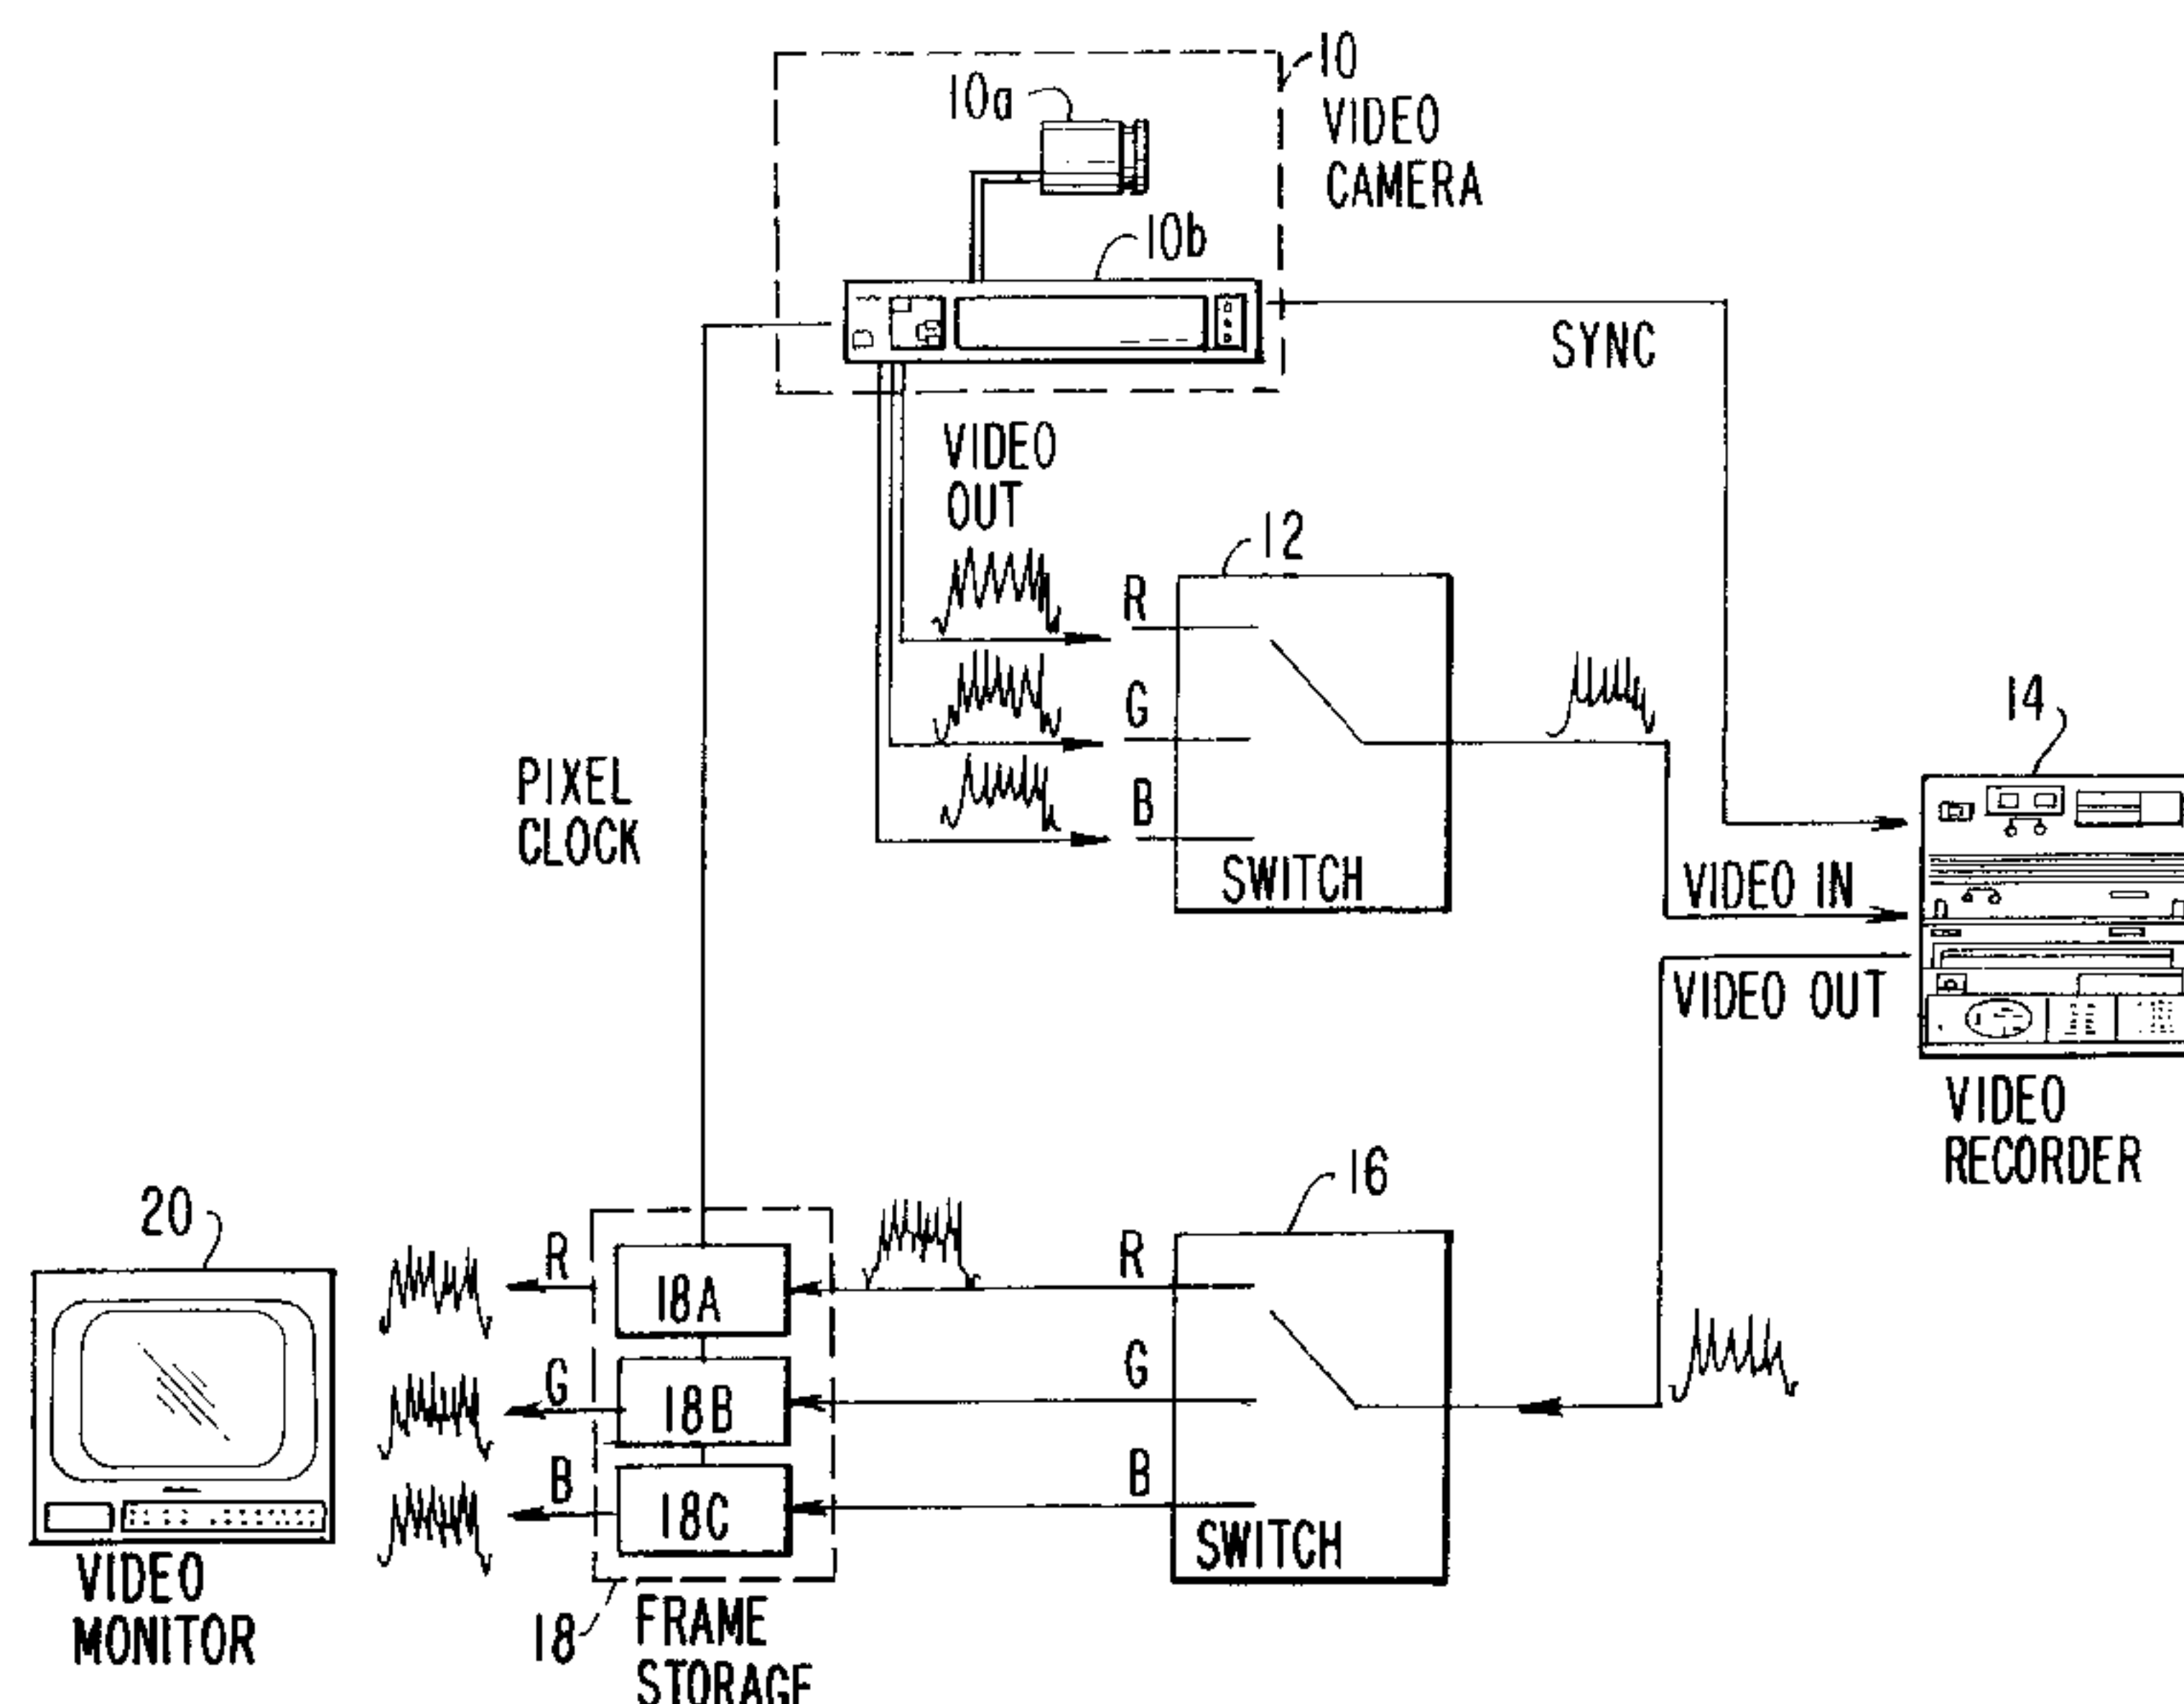 10
VIDEO
CAMERA
10a
10b
SYNC
VIDEO
OUT
12
R
G
B
SWITCH
14
PIXEL
CLOCK
VIDEO IN
VIDEO OUT
VIDEO
RECORDER
16
R
G
B
SWITCH
20
R
G
B
18A
18B
18C
VIDEO
MONITOR
18
FRAME
STORAGE